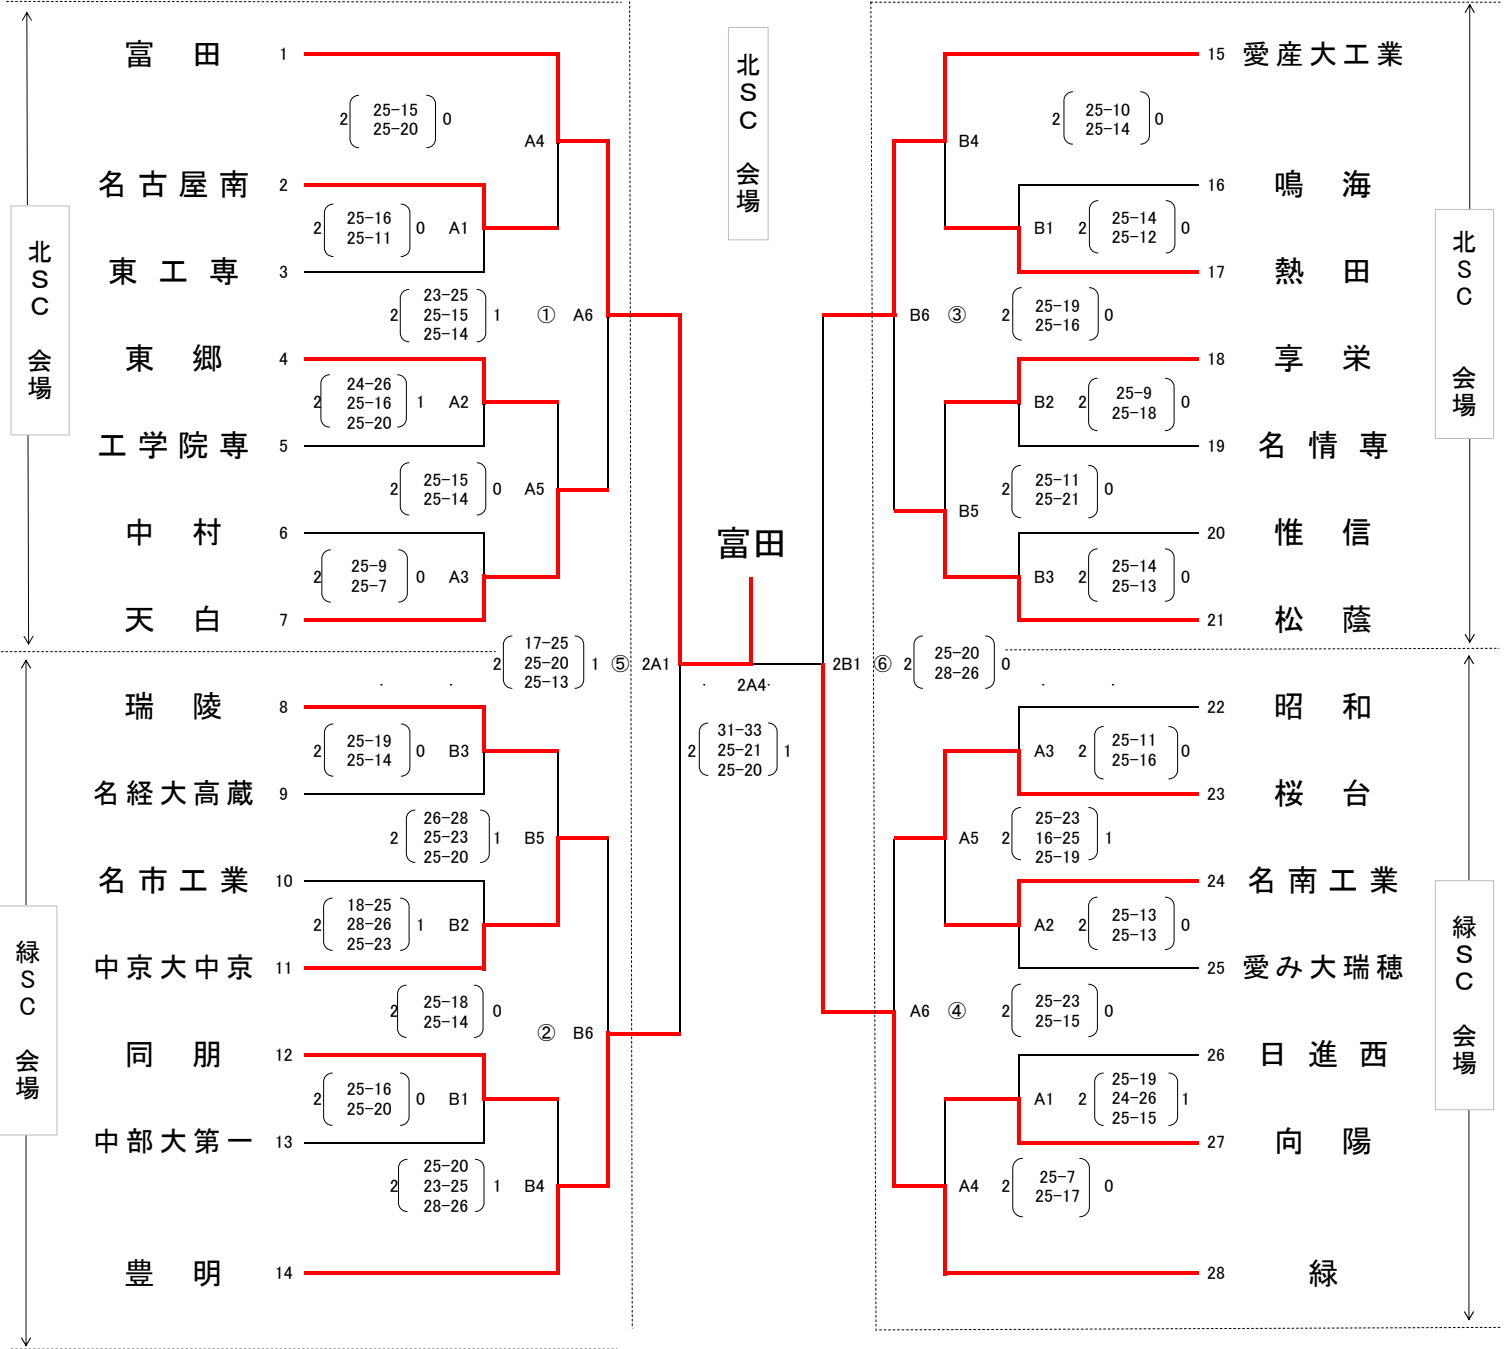 北SC 会場
富田 1
2 25-15 0
25-20
A4
名古屋南 2
2 25-16 0 A1
25-11
東工専 3
23-25
2 25-15 1 ① A6
25-14
東郷 4
24-26
2 25-16 1 A2
25-20
工学院専 5
2 25-15 0 A5
25-14
中村 6
2 25-9 0 A3
25-7
天白 7
緑SC 会場
17-25
2 25-20 1 ⑤ 2A1
25-13
瑞陵 8
2 25-19 0 B3
25-14
名経大高蔵 9
26-28
2 25-23 1 B5
25-20
名市工業 10
18-25
2 28-26 1 B2
25-23
中京大中京 11
2 25-18 0
25-14
② B6
同朋 12
2 25-16 0 B1
25-20
中部大第一 13
25-20
2 23-25 1 B4
28-26
豊明 14
北SC 会場
富田
2A4
31-33
2 25-21 1
25-20
北SC 会場
15 愛産大工業
B4
2 25-10 0
25-14
16 鳴海
B1 2 25-14 0
25-12
17 熱田
B6 ③ 2 25-19 0
25-16
18 享栄
B2 2 25-9 0
25-18
19 名情専
B5 2 25-11 0
25-21
20 惟信
B3 2 25-14 0
25-13
21 松蔭
2B1 ⑥ 2 25-20 0
28-26
緑SC 会場
22 昭和
A3 2 25-11 0
25-16
23 桜台
25-23
A5 2 16-25 1
25-19
24 名南工業
A2 2 25-13 0
25-13
25 愛み大瑞穂
A6 ④ 2 25-23 0
25-15
26 日進西
25-19
A1 2 24-26 1
25-15
27 向陽
A4 2 25-7 0
25-17
28 緑